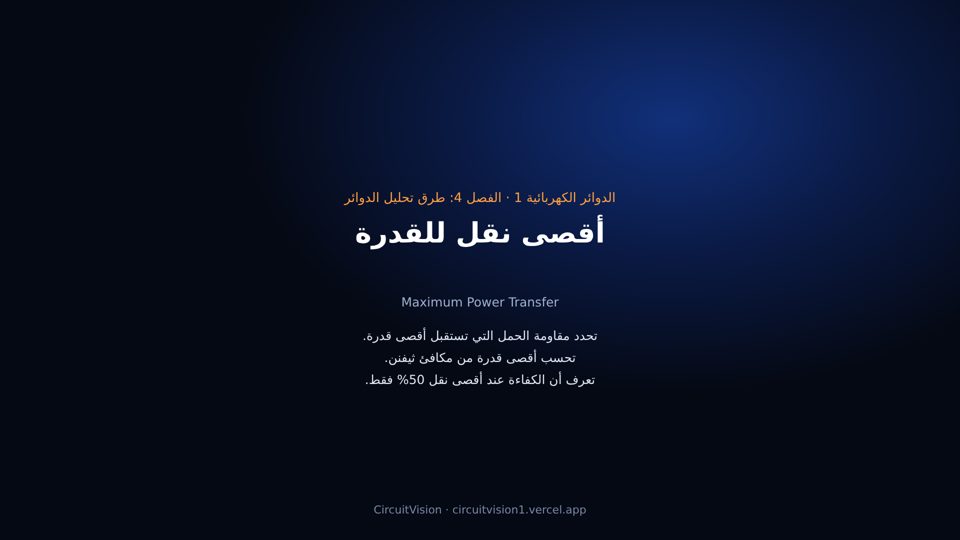 الدوائر الكهربائية 1 · الفصل 4: طرق تحليل الدوائر
أقصى نقل للقدرة
Maximum Power Transfer
تحدد مقاومة الحمل التي تستقبل أقصى قدرة.
تحسب أقصى قدرة من مكافئ ثيفنن.
تعرف أن الكفاءة عند أقصى نقل 50% فقط.
CircuitVision · circuitvision1.vercel.app